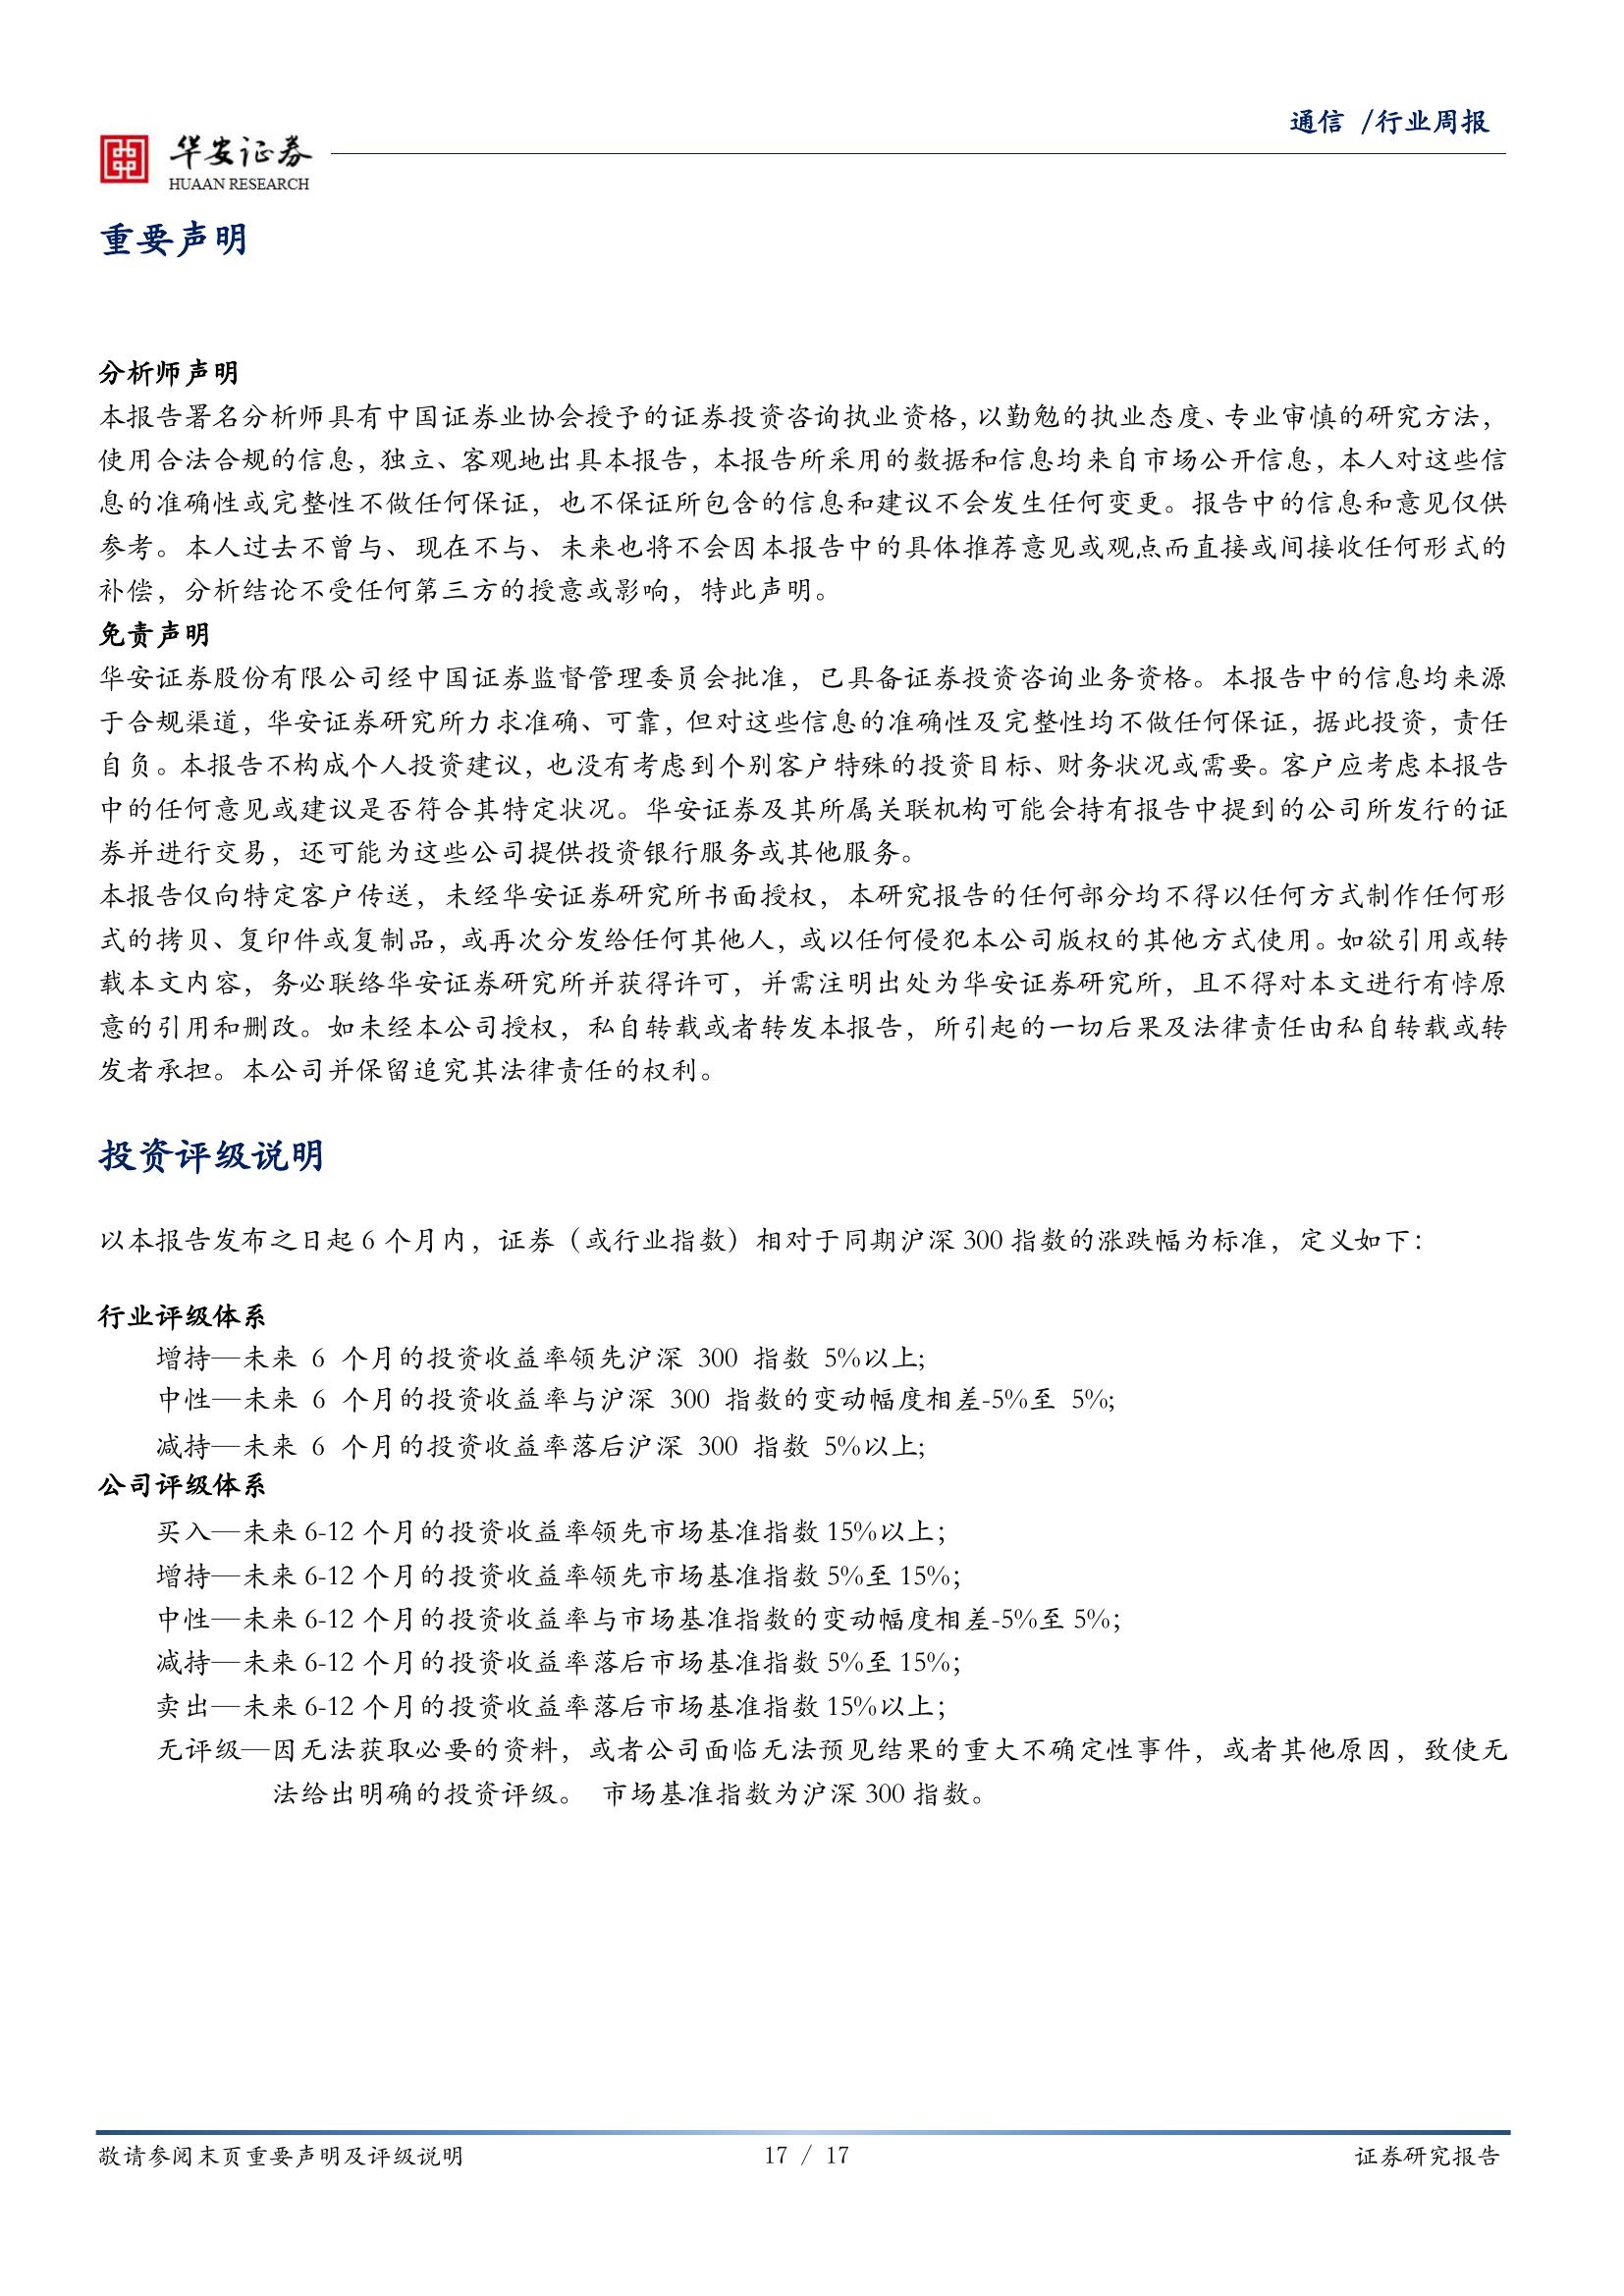 通信 /行业周报
华安证券
HUAAN RESEARCH
重要声明
分析师声明
本报告署名分析师具有中国证券业协会授予的证券投资咨询执业资格，以勤勉的执业态度、专业审慎的研究方法，
使用合法合规的信息，独立、客观地出具本报告，本报告所采用的数据和信息均来自市场公开信息，本人对这些信
息的准确性或完整性不做任何保证，也不保证所包含的信息和建议不会发生任何变更。报告中的信息和意见仅供
参考。本人过去不曾与、现在不与、未来也将不会因本报告中的具体推荐意见或观点而直接或间接收任何形式的
补偿，分析结论不受任何第三方的授意或影响，特此声明。
免责声明
华安证券股份有限公司经中国证券监督管理委员会批准，已具备证券投资咨询业务资格。本报告中的信息均来源
于合规渠道，华安证券研究所力求准确、可靠，但对这些信息的准确性及完整性均不做任何保证，据此投资，责任
自负。本报告不构成个人投资建议，也没有考虑到个别客户特殊的投资目标、财务状况或需要。客户应考虑本报告
中的任何意见或建议是否符合其特定状况。华安证券及其所属关联机构可能会持有报告中提到的公司所发行的证
券并进行交易，还可能为这些公司提供投资银行服务或其他服务。
本报告仅向特定客户传送，未经华安证券研究所书面授权，本研究报告的任何部分均不得以任何方式制作任何形
式的拷贝、复印件或复制品，或再次分发给任何其他人，或以任何侵犯本公司版权的其他方式使用。如欲引用或转
载本文内容，务必联络华安证券研究所并获得许可，并需注明出处为华安证券研究所，且不得对本文进行有悖原
意的引用和删改。如未经本公司授权，私自转载或者转发本报告，所引起的一切后果及法律责任由私自转载或转
发者承担。本公司并保留追究其法律责任的权利。
投资评级说明
以本报告发布之日起 6 个月内，证券（或行业指数）相对于同期沪深 300 指数的涨跌幅为标准，定义如下：
行业评级体系
增持—未来 6 个月的投资收益率领先沪深 300 指数 5%以上;
中性—未来 6 个月的投资收益率与沪深 300 指数的变动幅度相差-5%至 5%;
减持—未来 6 个月的投资收益率落后沪深 300 指数 5%以上;
公司评级体系
买入—未来 6-12 个月的投资收益率领先市场基准指数 15%以上；
增持—未来 6-12 个月的投资收益率领先市场基准指数 5%至 15%；
中性—未来 6-12 个月的投资收益率与市场基准指数的变动幅度相差-5%至 5%；
减持—未来 6-12 个月的投资收益率落后市场基准指数 5%至 15%；
卖出—未来 6-12 个月的投资收益率落后市场基准指数 15%以上；
无评级—因无法获取必要的资料，或者公司面临无法预见结果的重大不确定性事件，或者其他原因，致使无
法给出明确的投资评级。 市场基准指数为沪深 300 指数。
敬请参阅末页重要声明及评级说明 17 / 17 证券研究报告